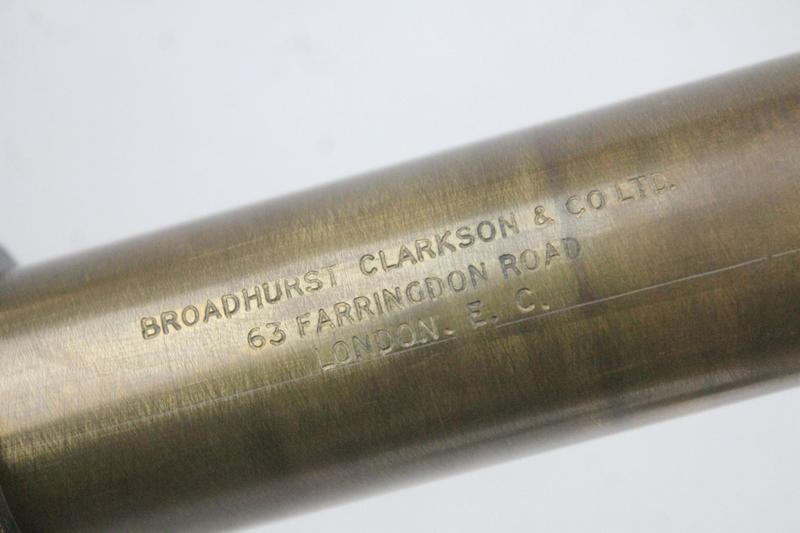 BROADHURST CLARKSON & CO LTD.
63 FARRINGDON ROAD
LONDON. E. C.